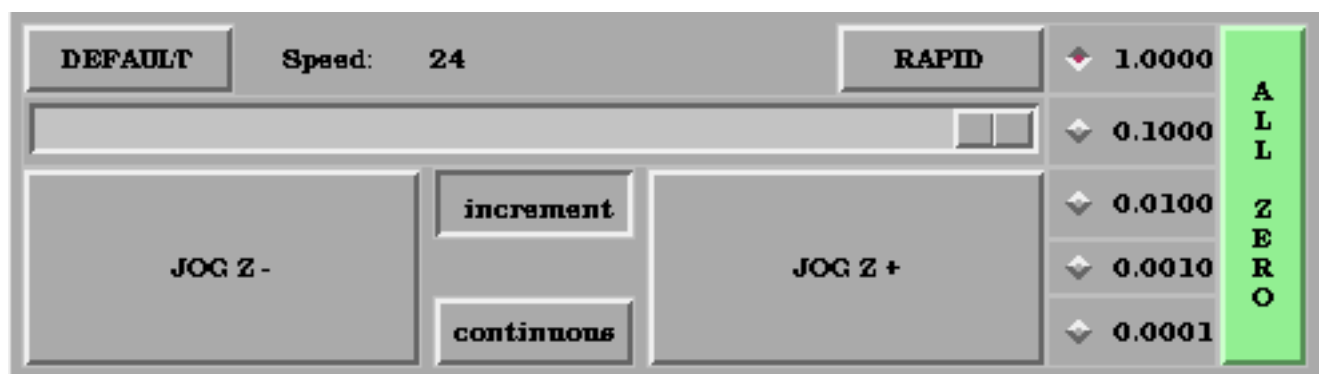 DEFAULT Speed: 24 RAPID
1.0000
0.1000
increment
0.0100
JOG Z - JOG Z +
0.0010
continuous
0.0001
ALL ZERO